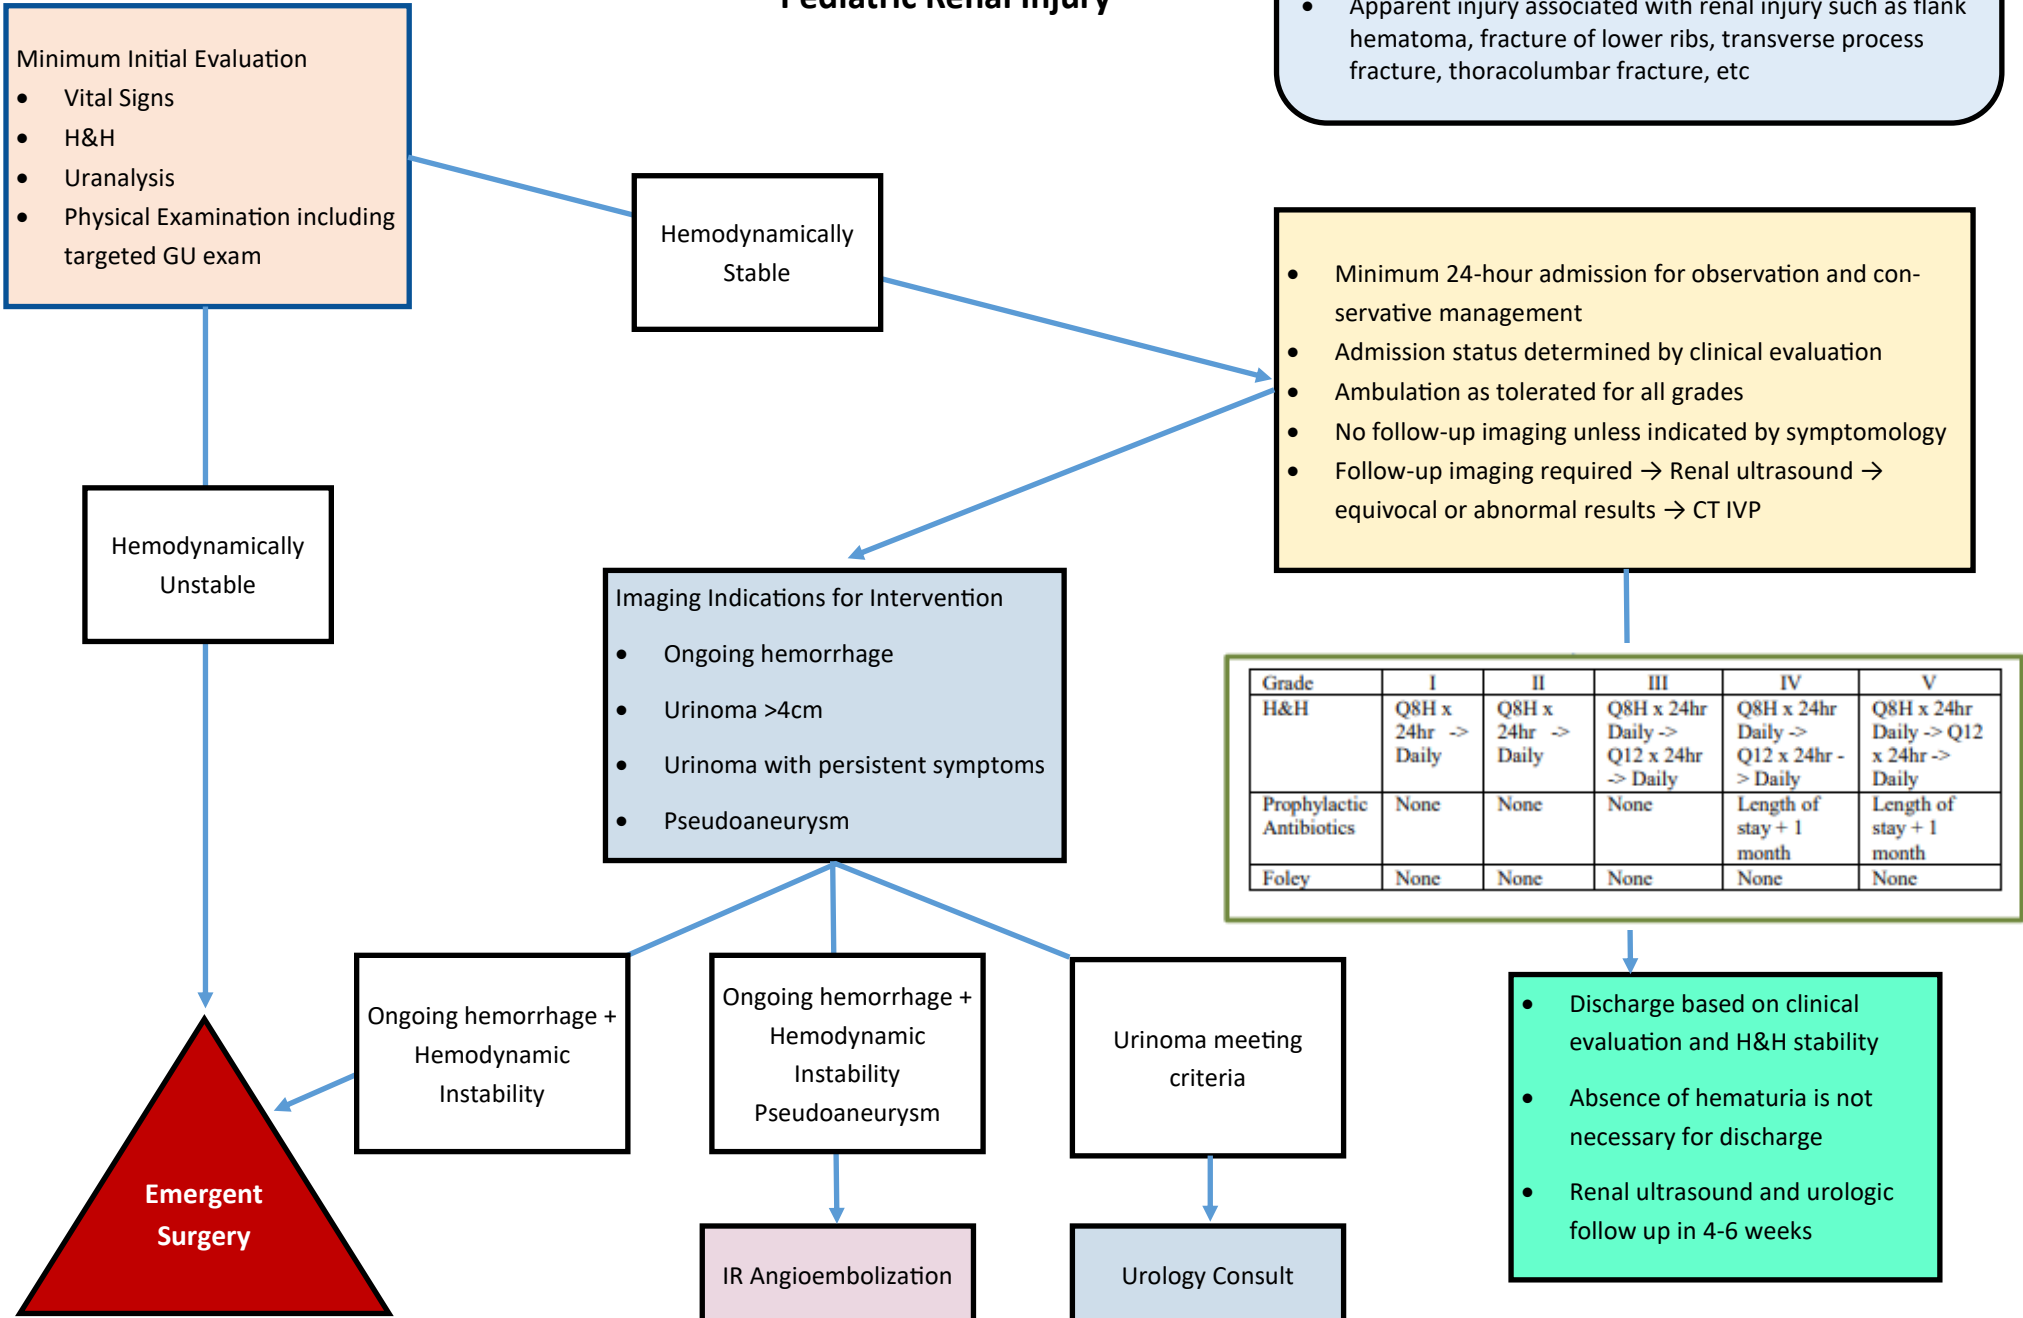 Pediatric Renal Injury
• Apparent injury associated with renal injury such as flank
hematoma, fracture of lower ribs, transverse process
fracture, thoracolumbar fracture, etc
Minimum Initial Evaluation
• Vital Signs
• H&H
• Uranalysis
• Physical Examination including
targeted GU exam
Hemodynamically
Stable
• Minimum 24-hour admission for observation and con-
servative management
• Admission status determined by clinical evaluation
• Ambulation as tolerated for all grades
• No follow-up imaging unless indicated by symptomology
• Follow-up imaging required → Renal ultrasound →
equivocal or abnormal results → CT IVP
Hemodynamically
Unstable
Imaging Indications for Intervention
• Ongoing hemorrhage
• Urinoma >4cm
• Urinoma with persistent symptoms
• Pseudoaneurysm
Grade I II III IV V
H&H Q8H x Q8H x Q8H x 24hr Q8H x 24hr Q8H x 24hr
24hr -> 24hr -> Daily -> Daily -> Daily -> Q12
Daily Daily Q12 x 24hr Q12 x 24hr - x 24hr ->
-> Daily > Daily Daily
Prophylactic None None None Length of Length of
Antibiotics stay + 1 stay + 1
month month
Foley None None None None None
Ongoing hemorrhage +
Hemodynamic
Instability
Ongoing hemorrhage +
Hemodynamic
Instability
Pseudoaneurysm
Urinoma meeting
criteria
• Discharge based on clinical
evaluation and H&H stability
• Absence of hematuria is not
necessary for discharge
• Renal ultrasound and urologic
follow up in 4-6 weeks
Emergent
Surgery
IR Angioembolization
Urology Consult